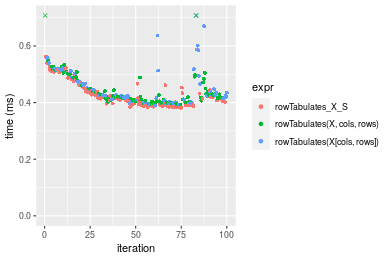 0.6
0.4
0.2
0.0
time (ms)
0
25
50
75
100
iteration
expr
rowTabulates_X_S
rowTabulates(X, cols, rows)
rowTabulates(X[cols, rows])